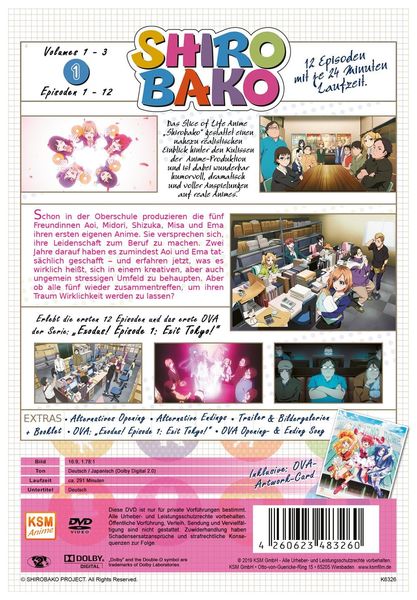 Volumes 1 - 3
1
Episoden 1 - 12
SHIRO
BAKO
12 Episoden
mit je 24 Minuten
Laufzeit.
Das Slice of Life Anime
„Shirobako“ gestattet einen
nahezu realistischen
Einblick hinter den Kulissen
der Anime-Produktion
und ist dabei wunderbar
humorvoll, dramatisch
und voller Anspielungen
auf reale Animes.
Schon in der Oberschule produzieren die fünf
Freundinnen Aoi, Midori, Shizuka, Misa und Ema
ihren ersten eigenen Anime. Sie versprechen sich,
ihre Leidenschaft zum Beruf zu machen. Zwei
Jahre darauf haben es zumindest Aoi und Ema tat-
sächlich geschafft – und erfahren jetzt, was es
wirklich heißt, sich in einem kreativen, aber auch
ungemein stressigen Umfeld zu behaupten. Aber
ob alle fünf wieder zusammentreffen, um ihren
Traum Wirklichkeit werden zu lassen?
Erlebt die ersten 12 Episoden und das erste OVA
der Serie: „Exodus! Episode 1: Exit Tokyo!“
EXTRAS • Alternatives Opening • Alternative Endings • Trailer & Bildergalerien
• Booklet • OVA: „Exodus! Episode 1: Exit Tokyo!“ • OVA Opening- & Ending Song
Inklusive: OVA-
Artwork-Card
Bild 16:9, 1.78:1
Ton Deutsch / Japanisch (Dolby Digital 2.0)
Laufzeit ca. 291 Minuten
Untertitel Deutsch
KSM
Anime
DVD
VIDEO
DOLBY
DIGITAL
Diese DVD ist nur für private Vorführungen bestimmt.
Alle Urheber- und Leistungsschutzrechte vorbehalten.
Öffentliche Vorführung, Verleih, Sendung und Vervielfäl-
tigung sind nicht gestattet. Zuwiderhandlungen haben
Schadensersatzansprüche und strafrechtliche
Verfolgung zur Folge.
„Dolby“ and the Double-D symbol are
trademarks of Dolby Laboratories.
4 260623 483260
© 2019 KSM GmbH - Alle Urheber- und Leistungsschutzrechte vorbehalten
KSM GmbH • Otto-von-Guericke-Ring 15 • 65205 Wiesbaden • www.ksmfilm.de
© SHIROBAKO PROJECT. All Rights Reserved.
K6326